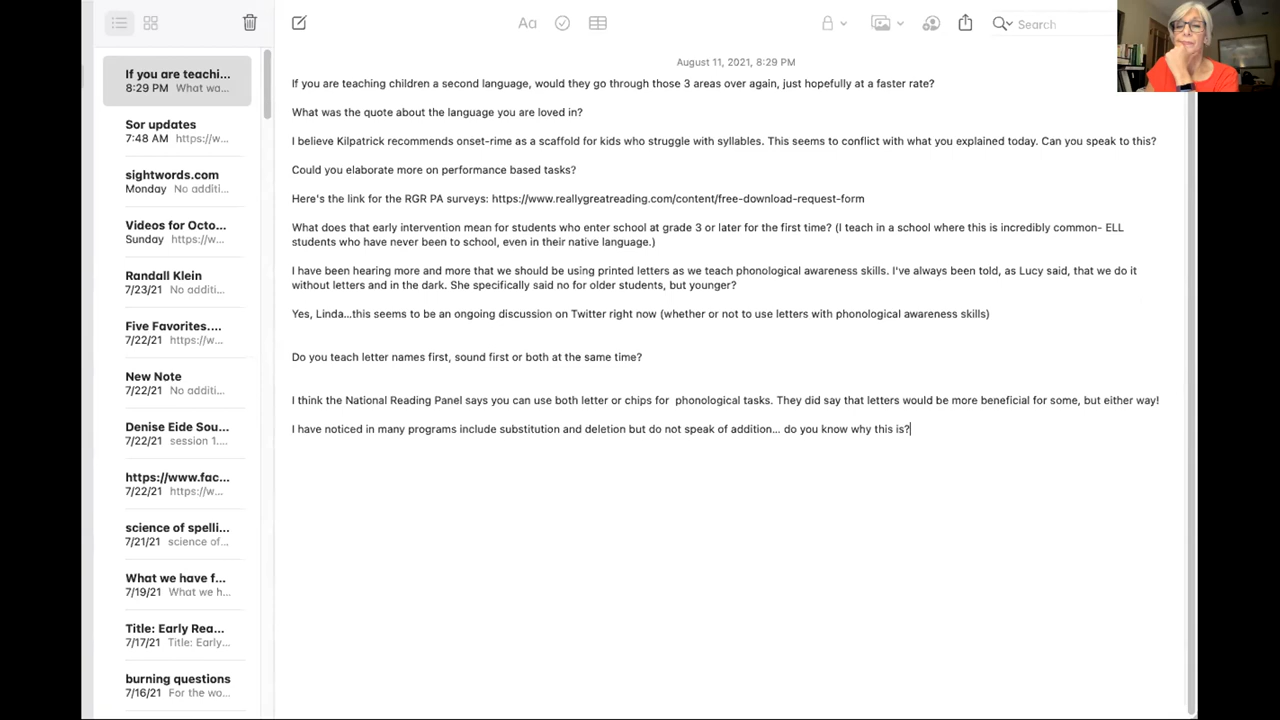 Aa
Search
If you are teachi...
8:29 PM What wa...
Sor updates
7:48 AM https://w...
sightwords.com
Monday No additi...
Videos for Octo...
Sunday https://w...
Randall Klein
7/23/21 No additi...
Five Favorites....
7/22/21 https://w...
New Note
7/22/21 No additi...
Denise Eide Sou...
7/22/21 session 1....
https://www.fac...
7/22/21 https://w...
science of spelli...
7/21/21 science of...
What we have f...
7/19/21 What we h...
Title: Early Rea...
7/17/21 Title: Early...
burning questions
7/16/21 For the wo...
August 11, 2021, 8:29 PM
If you are teaching children a second language, would they go through those 3 areas over again, just hopefully at a faster rate?
What was the quote about the language you are loved in?
I believe Kilpatrick recommends onset-rime as a scaffold for kids who struggle with syllables. This seems to conflict with what you explained today. Can you speak to this?
Could you elaborate more on performance based tasks?
Here's the link for the RGR PA surveys: https://www.reallygreatreading.com/content/free-download-request-form
What does that early intervention mean for students who enter school at grade 3 or later for the first time? (I teach in a school where this is incredibly common- ELL
students who have never been to school, even in their native language.)
I have been hearing more and more that we should be using printed letters as we teach phonological awareness skills. I've always been told, as Lucy said, that we do it
without letters and in the dark. She specifically said no for older students, but younger?
Yes, Linda...this seems to be an ongoing discussion on Twitter right now (whether or not to use letters with phonological awareness skills)
Do you teach letter names first, sound first or both at the same time?
I think the National Reading Panel says you can use both letter or chips for  phonological tasks. They did say that letters would be more beneficial for some, but either way!
I have noticed in many programs include substitution and deletion but do not speak of addition... do you know why this is?